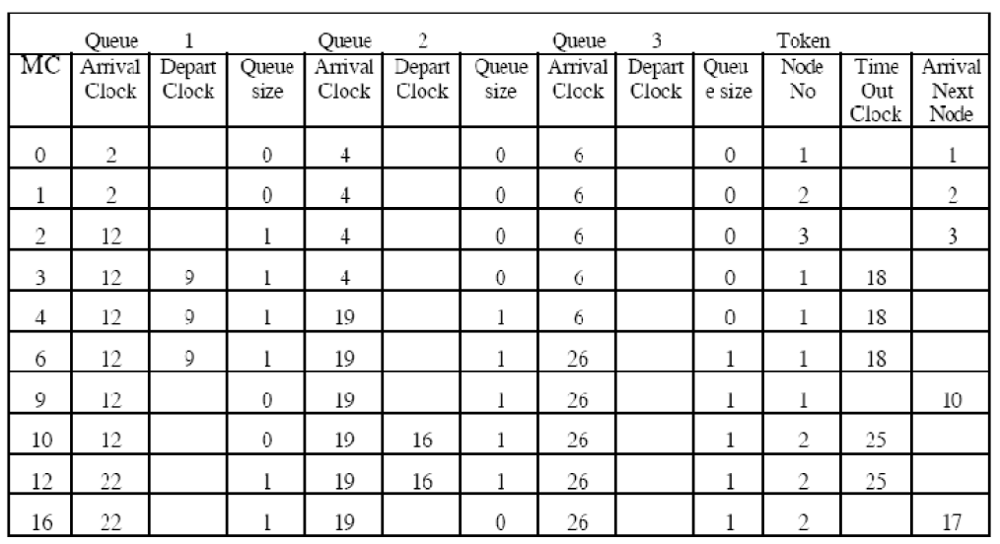 Queue 1 Queue 2 Queue 3 Token
MC Arrival Depart Queue Arrival Depart Queue Arrival Depart Queu Node Time Arrival
Clock Clock size Clock Clock size Clock Clock e size No Out Next
Clock Node
0 2 0 4 0 6 0 1 1
1 2 0 4 0 6 0 2 2
2 12 1 4 0 6 0 3 3
3 12 9 1 4 0 6 0 1 18
4 12 9 1 19 1 6 0 1 18
6 12 9 1 19 1 26 1 1 18
9 12 0 19 1 26 1 1 10
10 12 0 19 16 1 26 1 2 25
12 22 1 19 16 1 26 1 2 25
16 22 1 19 0 26 1 2 17